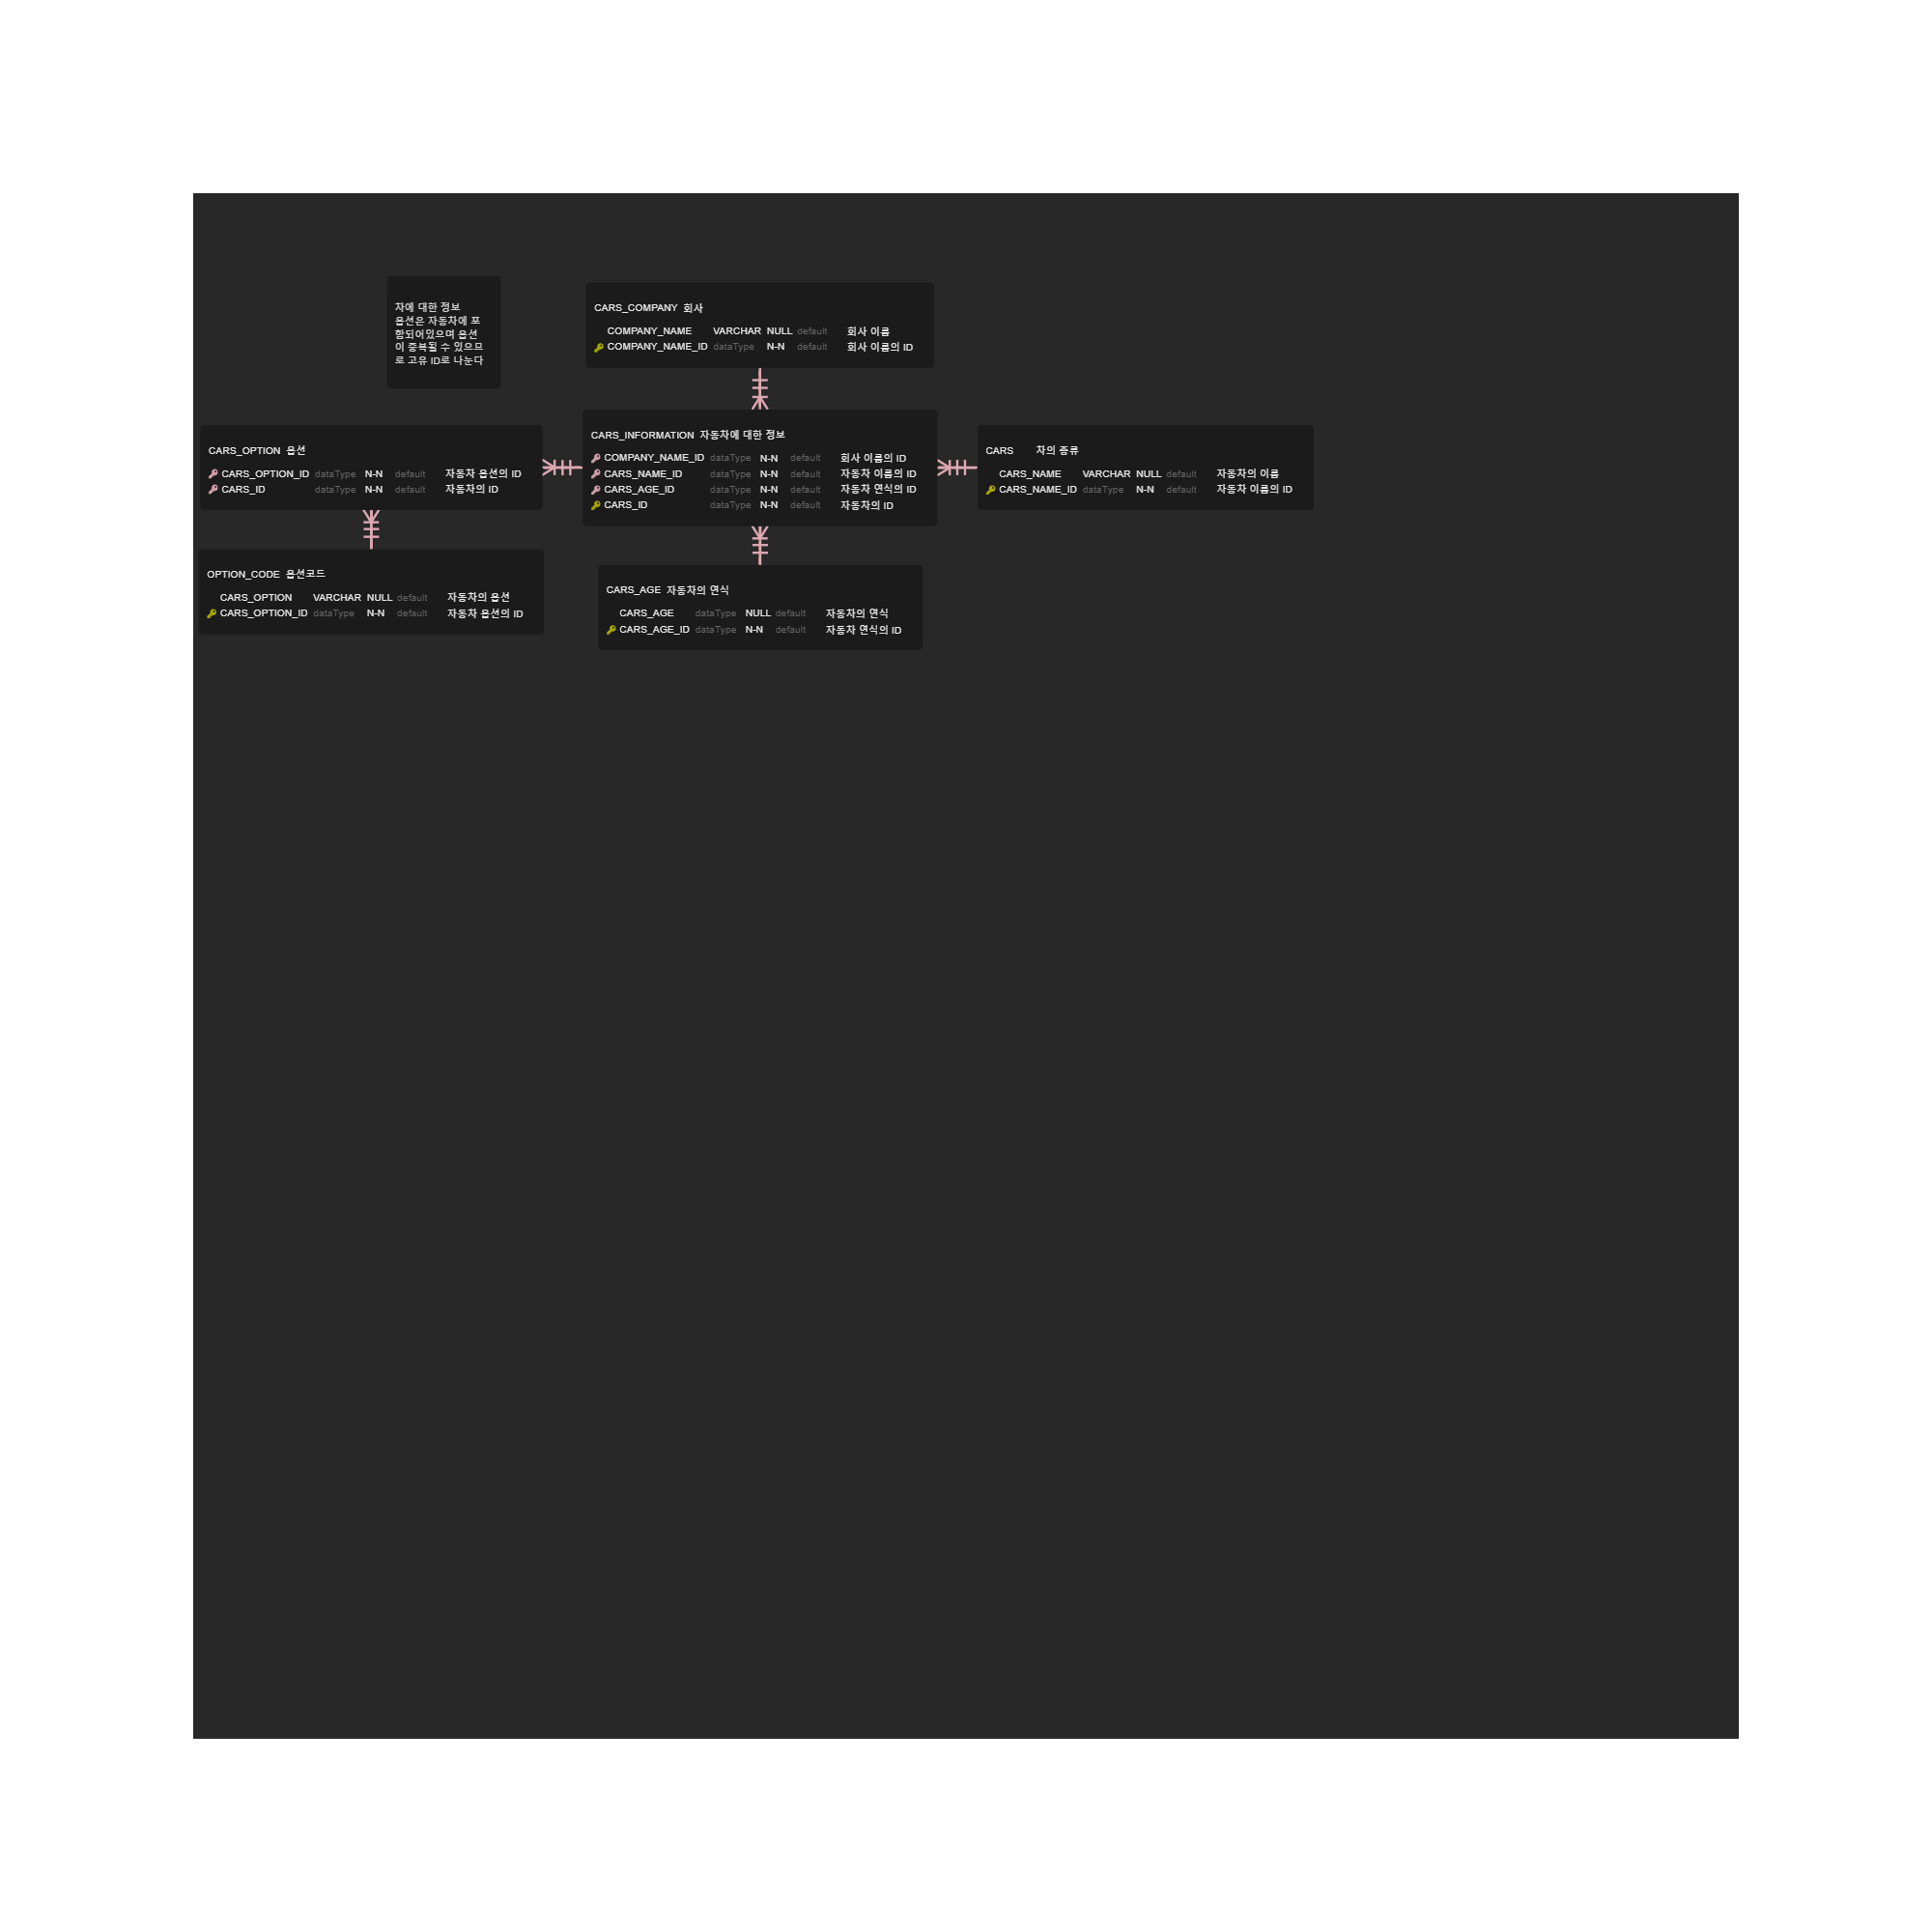 차에 대한 정보
옵션은 자동차에 포
함되어있으며 옵션
이 중복될 수 있으므
로 고유 ID로 나눈다
CARS_COMPANY 회사
COMPANY_NAME VARCHAR NULL default 회사 이름
COMPANY_NAME_ID dataType N-N default 회사 이름의 ID
CARS_OPTION 옵션
CARS_OPTION_ID dataType N-N default 자동차 옵션의 ID
CARS_ID dataType N-N default 자동차의 ID
CARS_INFORMATION 자동차에 대한 정보
COMPANY_NAME_ID dataType N-N default 회사 이름의 ID
CARS_NAME_ID dataType N-N default 자동차 이름의 ID
CARS_AGE_ID dataType N-N default 자동차 연식의 ID
CARS_ID dataType N-N default 자동차의 ID
CARS 차의 종류
CARS_NAME VARCHAR NULL default 자동차의 이름
CARS_NAME_ID dataType N-N default 자동차 이름의 ID
OPTION_CODE 옵션코드
CARS_OPTION VARCHAR NULL default 자동차의 옵션
CARS_OPTION_ID dataType N-N default 자동차 옵션의 ID
CARS_AGE 자동차의 연식
CARS_AGE dataType NULL default 자동차의 연식
CARS_AGE_ID dataType N-N default 자동차 연식의 ID